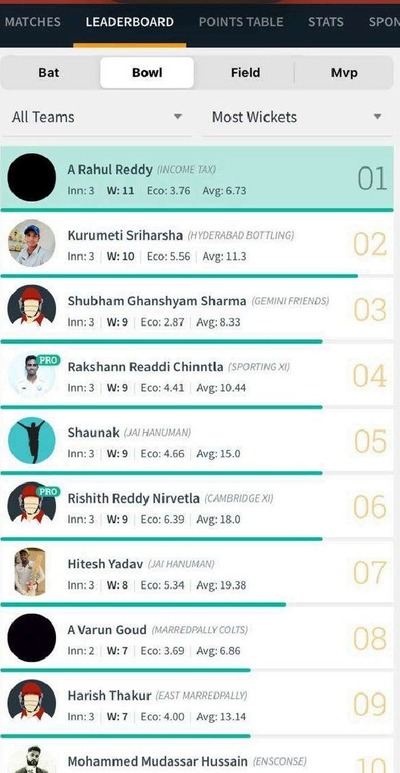 MATCHES LEADERBOARD POINTS TABLE STATS SPON
Bat Bowl Field Mvp
All Teams Most Wickets
A Rahul Reddy (INCOME TAX)
Inn: 3 W: 11 Eco: 3.76 Avg: 6.73
01
Kurumeti Sriharsha (HYDERABAD BOTTLING)
Inn: 3 W: 10 Eco: 5.56 Avg: 11.3
02
Shubham Ghanshyam Sharma (GEMINI FRIENDS)
Inn: 3 W: 9 Eco: 2.87 Avg: 8.33
03
PRO
Rakshann Readdi Chinntla (SPORTING XI)
Inn: 3 W: 9 Eco: 4.41 Avg: 10.44
04
Shaunak (JAI HANUMAN)
Inn: 3 W: 9 Eco: 4.66 Avg: 15.0
05
PRO
Rishith Reddy Nirvetla (CAMBRIDGE XI)
Inn: 3 W: 9 Eco: 6.39 Avg: 18.0
06
Hitesh Yadav (JAI HANUMAN)
Inn: 3 W: 8 Eco: 5.34 Avg: 19.38
07
A Varun Goud (MARREDPALLY COLTS)
Inn: 2 W: 7 Eco: 3.69 Avg: 6.86
08
Harish Thakur (EAST MARREDPALLY)
Inn: 3 W: 7 Eco: 4.00 Avg: 13.14
09
Mohammed Mudassar Hussain (ENSCONSE)
10